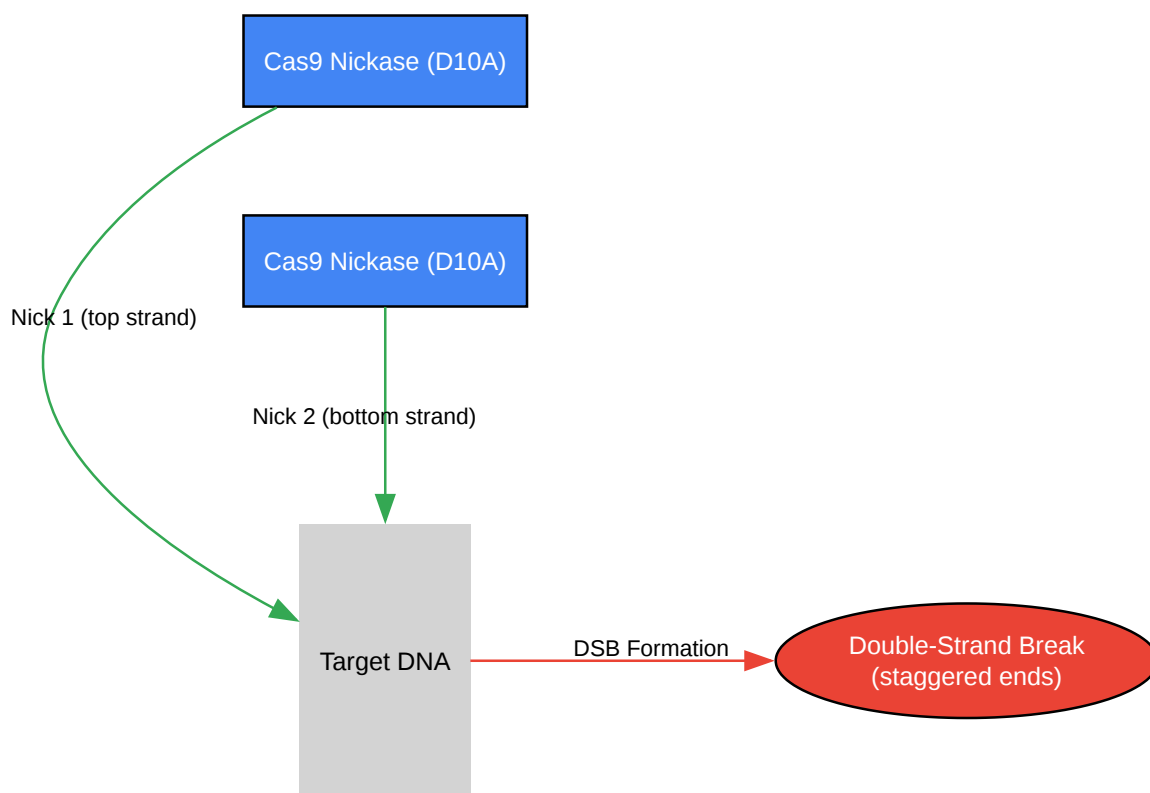 Cas9 Nickase (D10A)
Cas9 Nickase (D10A)
Nick 1 (top strand)
Nick 2 (bottom strand)
Target DNA
DSB Formation
Double-Strand Break
(staggered ends)